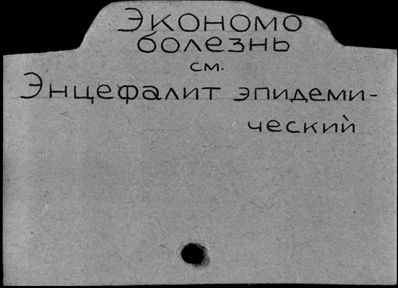 Экономо
болезнь
см.
Энцефалит эпидеми-
ческий